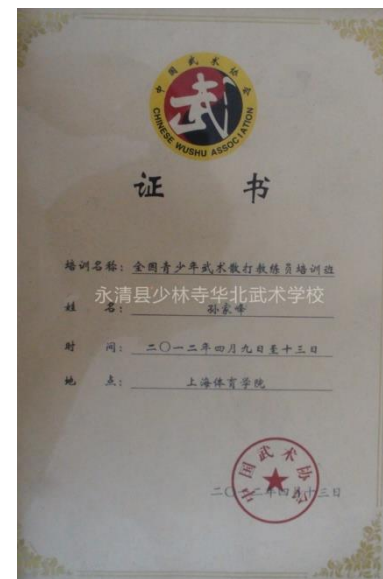 中国武术协会
武
CHINESE WUSHU ASSOCIATION
证 书
培训名称：全国青少年武术散打教练员培训班
永清县少林寺华北武术学校
姓 名：孙家峰
时 间：二〇一二年四月九日至十三日
地 点：上海体育学院
中国武术协会
二〇一二年四月十三日